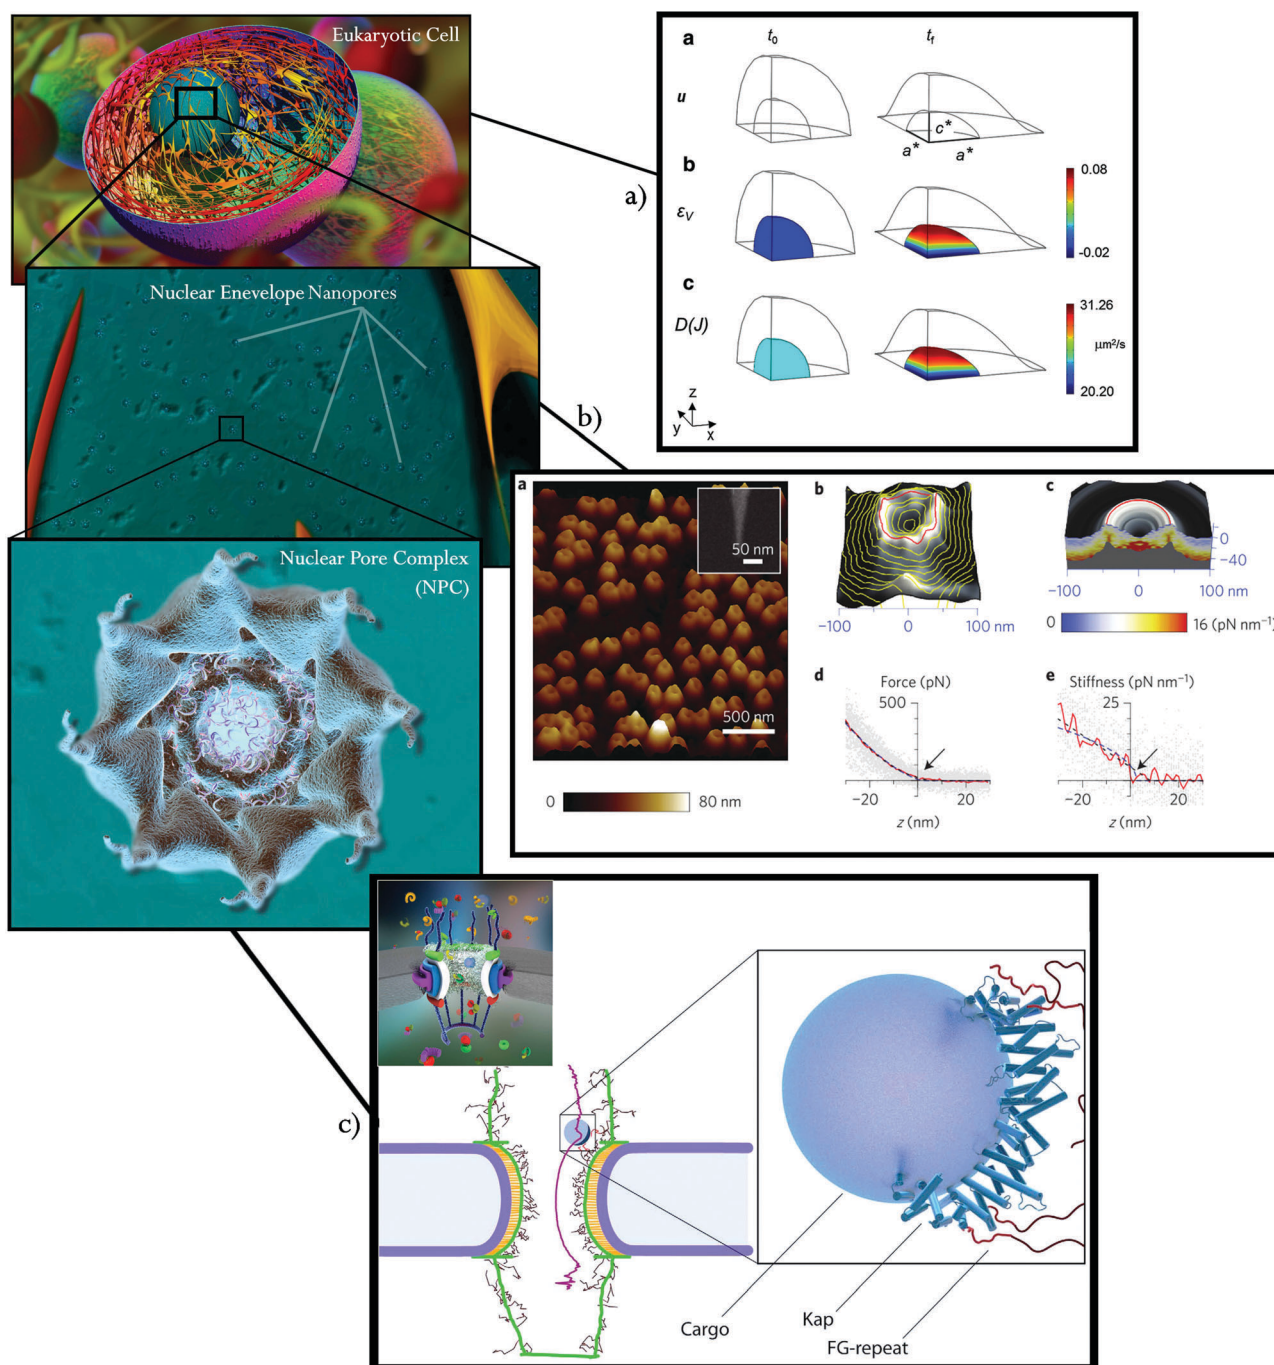 Eukaryotic Cell
a)
a
t0
tf
u
c*
a*
a*
b
εV
0.08
-0.02
c
D(J)
31.26
μm²/s
20.20
z
y
x
Nuclear Enevelope Nanopores
b)
a
50 nm
500 nm
0
80 nm
b
−100
0
100 nm
c
0
−40
−100
0
100 nm
0
16 (pN nm⁻¹)
d
Force (pN)
500
−20
20
z (nm)
e
Stiffness (pN nm⁻¹)
25
−20
20
z (nm)
Nuclear Pore Complex
(NPC)
c)
Cargo
Kap
FG-repeat